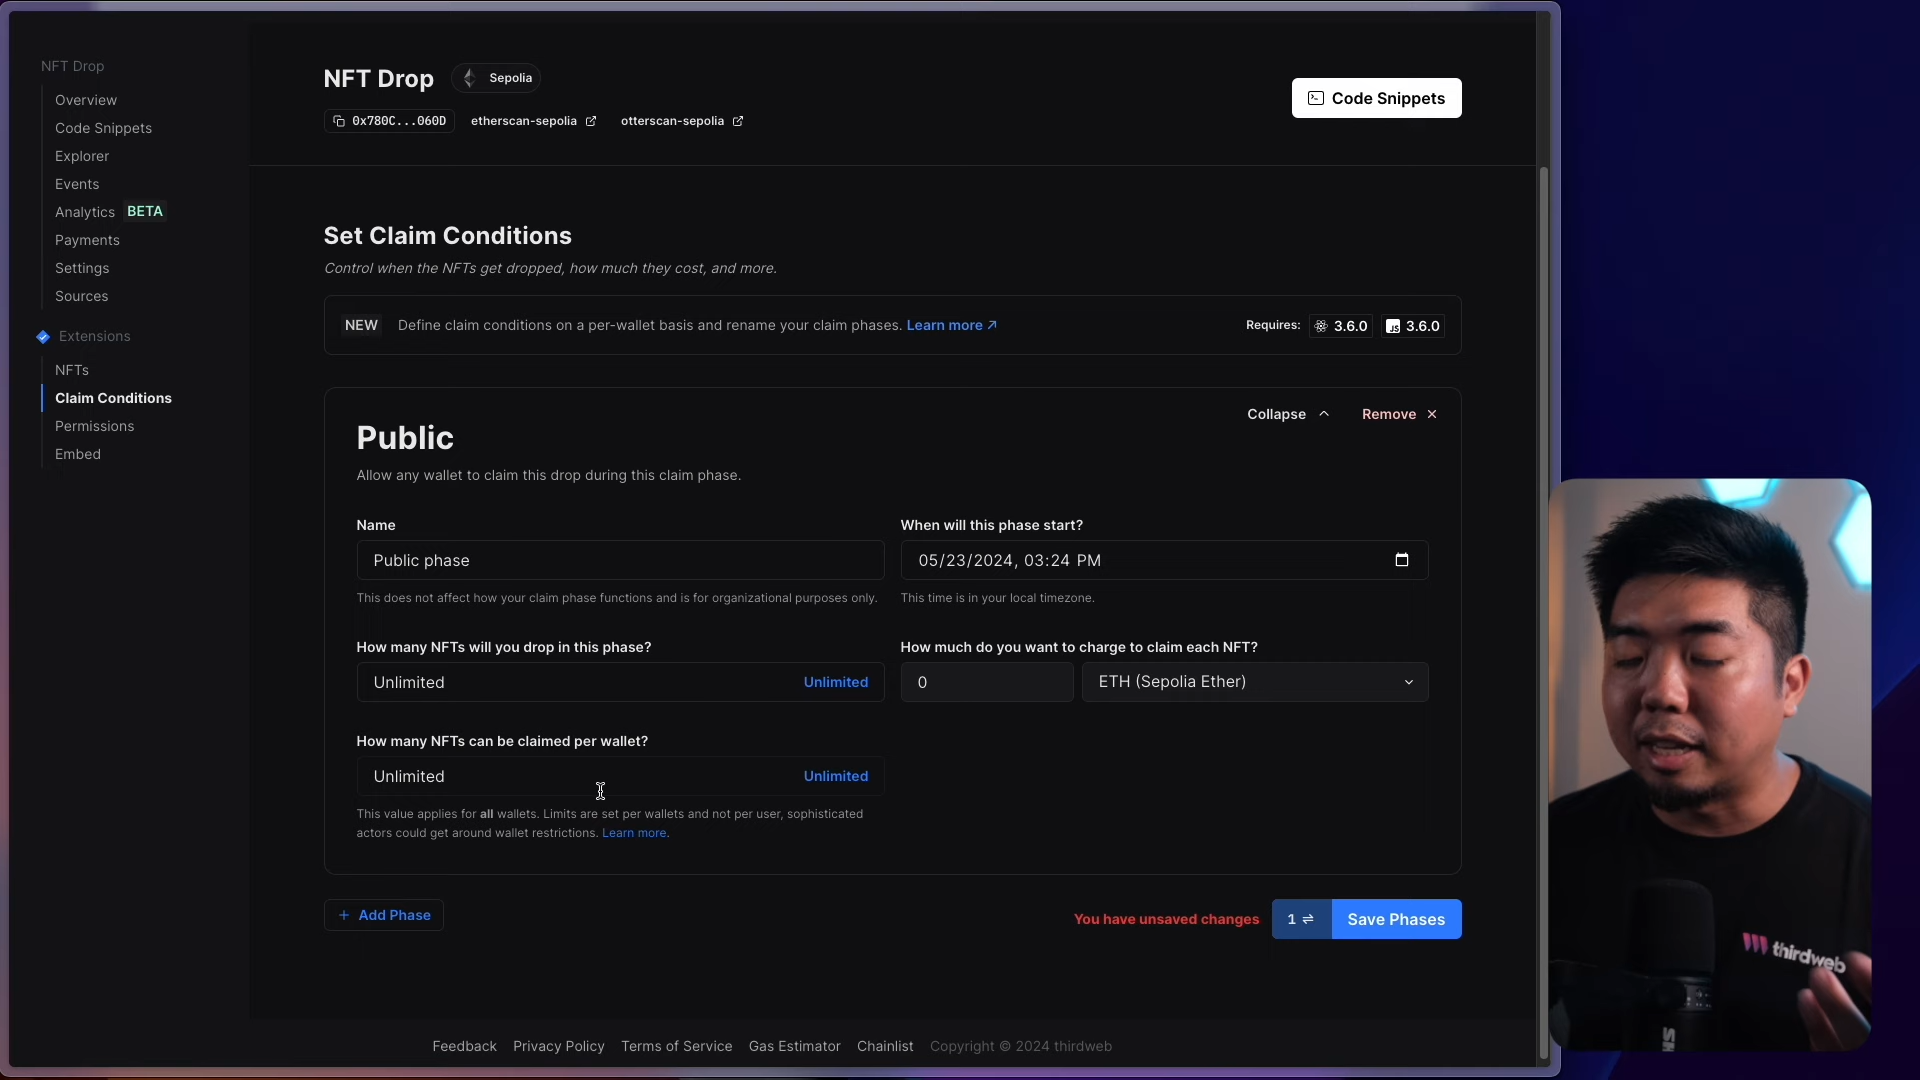 NFT Drop
Overview
Code Snippets
Explorer
Events
Analytics BETA
Payments
Settings
Sources
Extensions
NFTs
Claim Conditions
Permissions
Embed
NFT Drop
Sepolia
0x780C...060D
etherscan-sepolia
otterscan-sepolia
Code Snippets
Set Claim Conditions
Control when the NFTs get dropped, how much they cost, and more.
NEW Define claim conditions on a per-wallet basis and rename your claim phases. Learn more ↗
Requires: 3.6.0 JS 3.6.0
Collapse
Remove
Public
Allow any wallet to claim this drop during this claim phase.
Name
Public phase
This does not affect how your claim phase functions and is for organizational purposes only.
When will this phase start?
05/23/2024, 03:24 PM
This time is in your local timezone.
How many NFTs will you drop in this phase?
Unlimited Unlimited
How much do you want to charge to claim each NFT?
0 ETH (Sepolia Ether)
How many NFTs can be claimed per wallet?
Unlimited Unlimited
This value applies for all wallets. Limits are set per wallets and not per user, sophisticated
actors could get around wallet restrictions. Learn more.
+ Add Phase
You have unsaved changes
1 ⇌ Save Phases
Feedback Privacy Policy Terms of Service Gas Estimator Chainlist Copyright © 2024 thirdweb
thirdweb